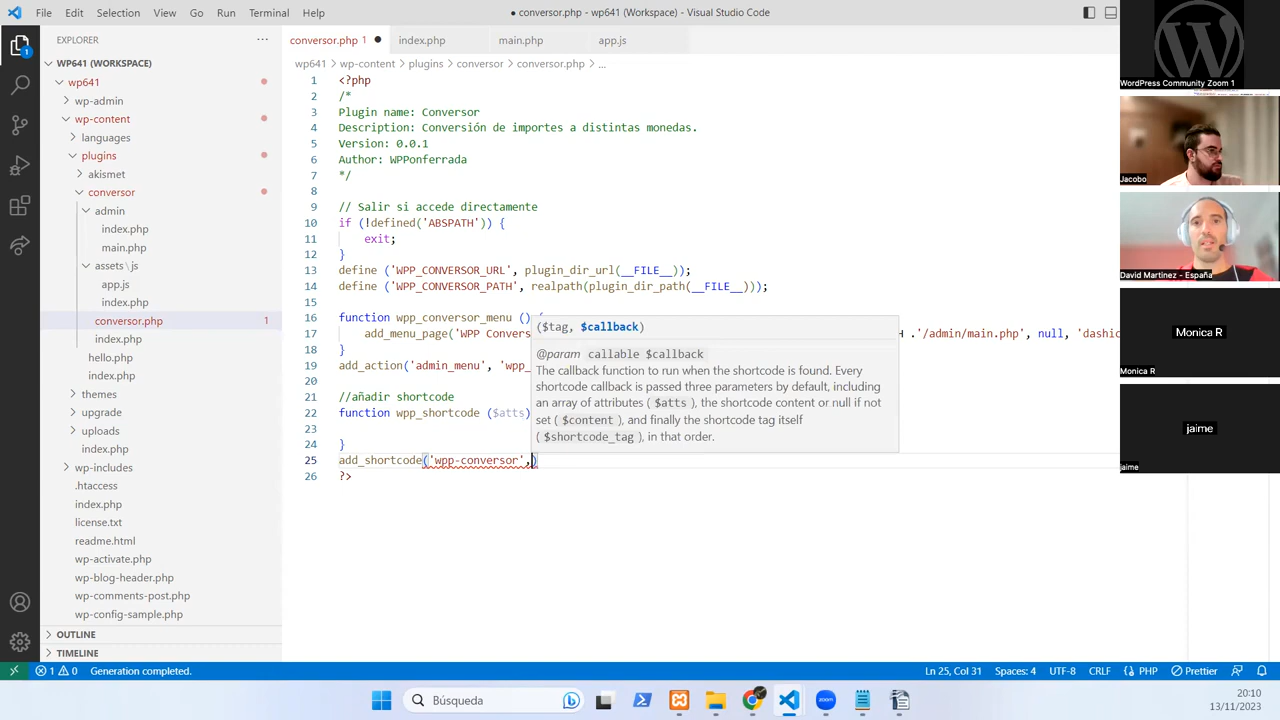 File Edit Selection View Go Run Terminal Help
● conversor.php - wp641 (Workspace) - Visual Studio Code
EXPLORER
WP641 (WORKSPACE)
wp641
wp-admin
wp-content
languages
plugins
akismet
conversor
admin
index.php
main.php
assets\js
app.js
index.php
conversor.php 1
index.php
hello.php
index.php
themes
upgrade
uploads
index.php
wp-includes
.htaccess
index.php
license.txt
readme.html
wp-activate.php
wp-blog-header.php
wp-comments-post.php
wp-config-sample.php
OUTLINE
TIMELINE
1
conversor.php 1 ● index.php main.php app.js
wp641 > wp-content > plugins > conversor > conversor.php > ...
1 <?php
2 /*
3 Plugin name: Conversor
4 Description: Conversión de importes a distintas monedas.
5 Version: 0.0.1
6 Author: WPPonferrada
7 */
8
9 // Salir si accede directamente
10 if (!defined('ABSPATH')) {
11 exit;
12 }
13 define ('WPP_CONVERSOR_URL', plugin_dir_url(__FILE__));
14 define ('WPP_CONVERSOR_PATH', realpath(plugin_dir_path(__FILE__)));
15
16 function wpp_conversor_menu () {
17 add_menu_page('WPP Convers H .'/admin/main.php', null, 'dashic
18 }
19 add_action('admin_menu', 'wpp_
20
21 //añadir shortcode
22 function wpp_shortcode ($atts)
23
24 }
25 add_shortcode('wpp-conversor',)
26 ?>
($tag, $callback)
@param callable $callback
The callback function to run when the shortcode is found. Every
shortcode callback is passed three parameters by default, including
an array of attributes ( $atts ), the shortcode content or null if not
set ( $content ), and finally the shortcode tag itself
( $shortcode_tag ), in that order.
WordPress Community Zoom 1
Jacobo
David Martínez - España
Monica R
Monica R
jaime
jaime
1 0 Generation completed.
Ln 25, Col 31 Spaces: 4 UTF-8 CRLF PHP Prettier
Búsqueda
zoom
20:10
13/11/2023